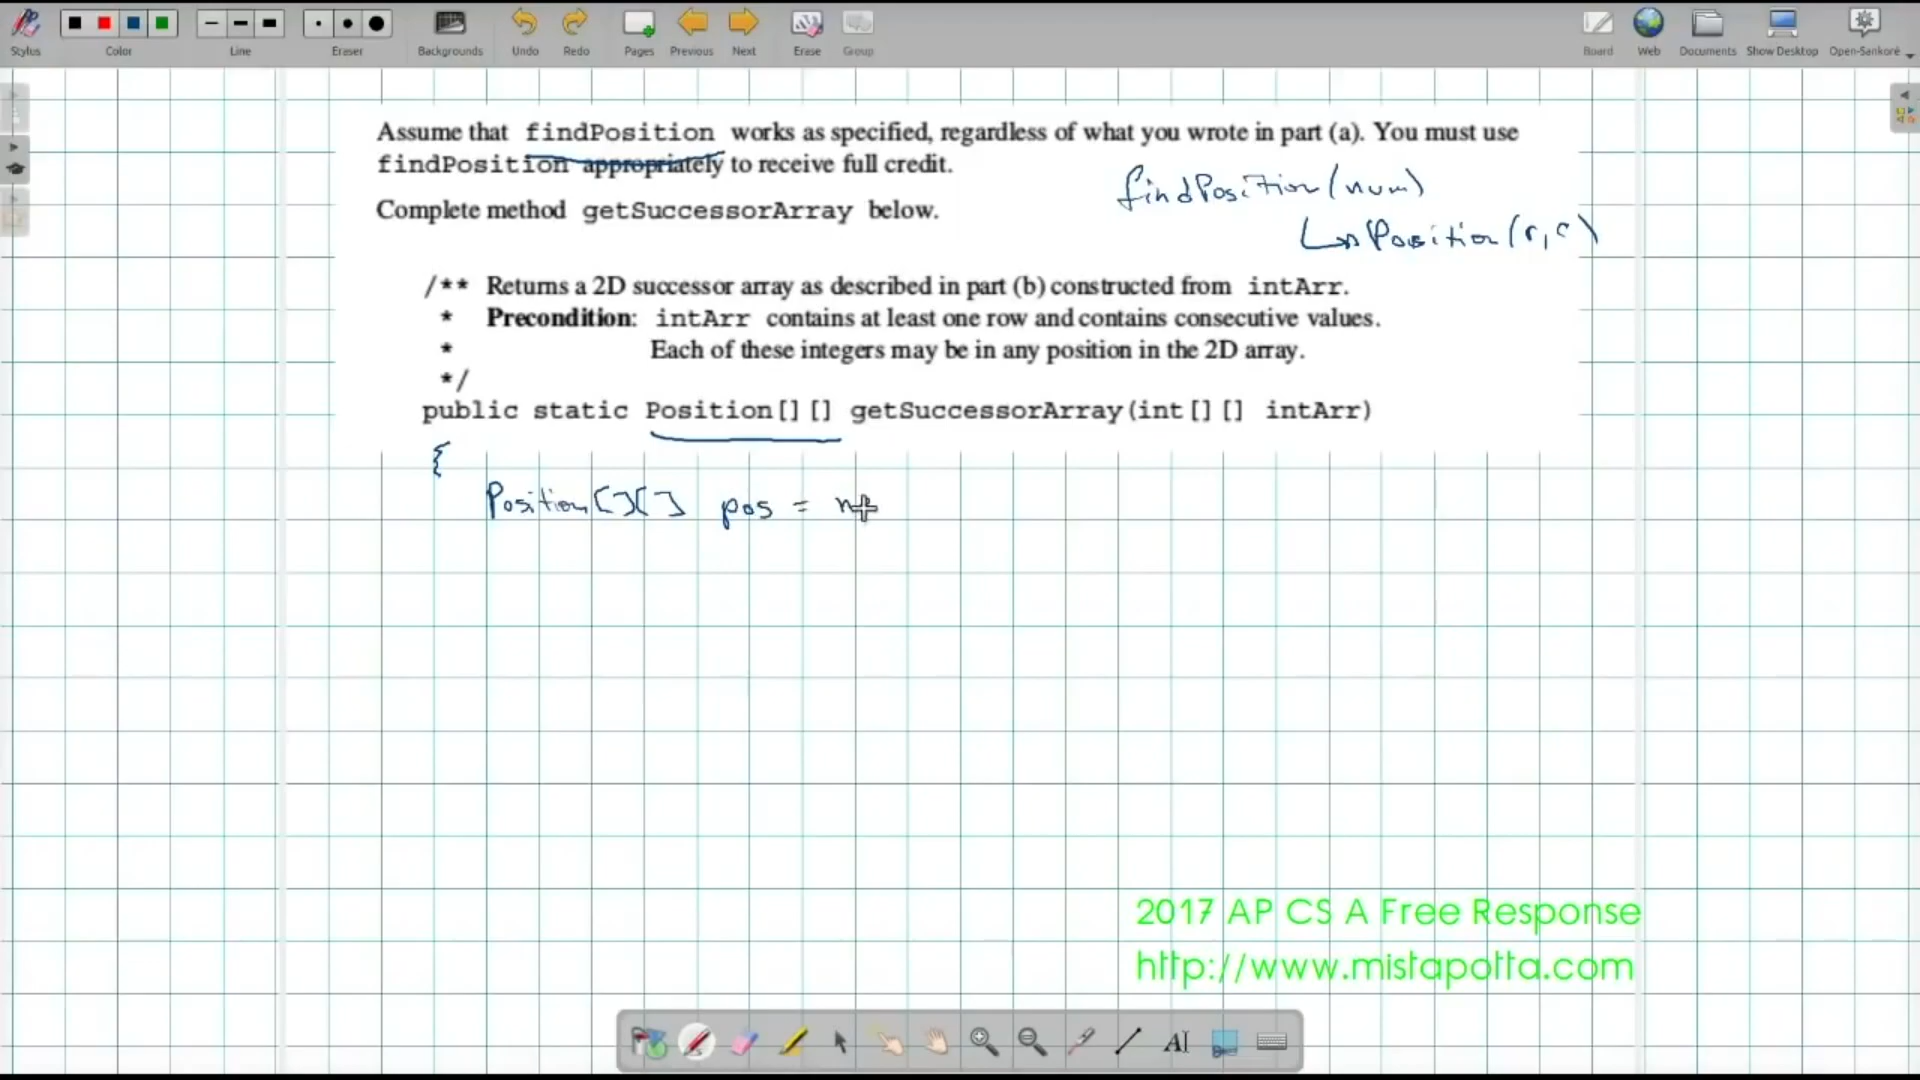 Stylus Color Line Eraser Backgrounds Undo Redo Pages Previous Next Erase Group Board Web Documents Show Desktop Open-Sankoré
Assume that findPosition works as specified, regardless of what you wrote in part (a). You must use
findPosition appropriately to receive full credit.
findPosition(num)
Complete method getSuccessorArray below.
Position(r,c)
/** Returns a 2D successor array as described in part (b) constructed from intArr.
* Precondition: intArr contains at least one row and contains consecutive values.
* Each of these integers may be in any position in the 2D array.
*/
public static Position[][] getSuccessorArray(int[][] intArr)
{
Position[][] pos = n
2017 AP CS A Free Response
http://www.mistapotta.com